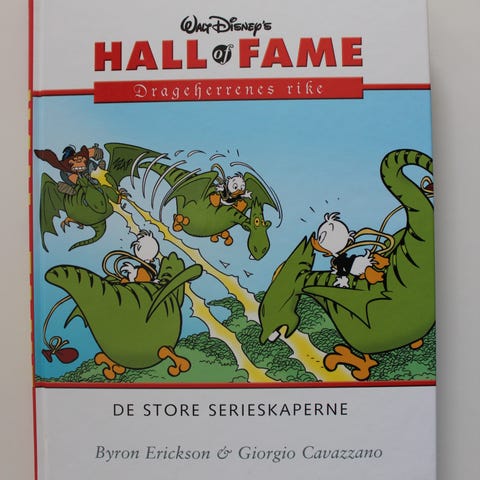 WALT DISNEY'S
HALL of FAME
Drageherrenes rike
DE STORE SERIESKAPERNE
Byron Erickson & Giorgio Cavazzano